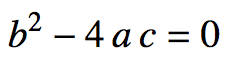 b² − 4 a c = 0